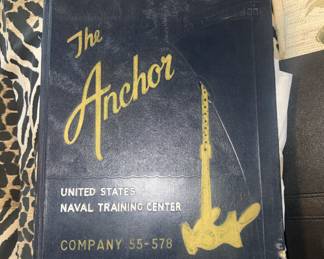 The
Anchor
UNITED STATES
NAVAL TRAINING CENTER
COMPANY 55-578